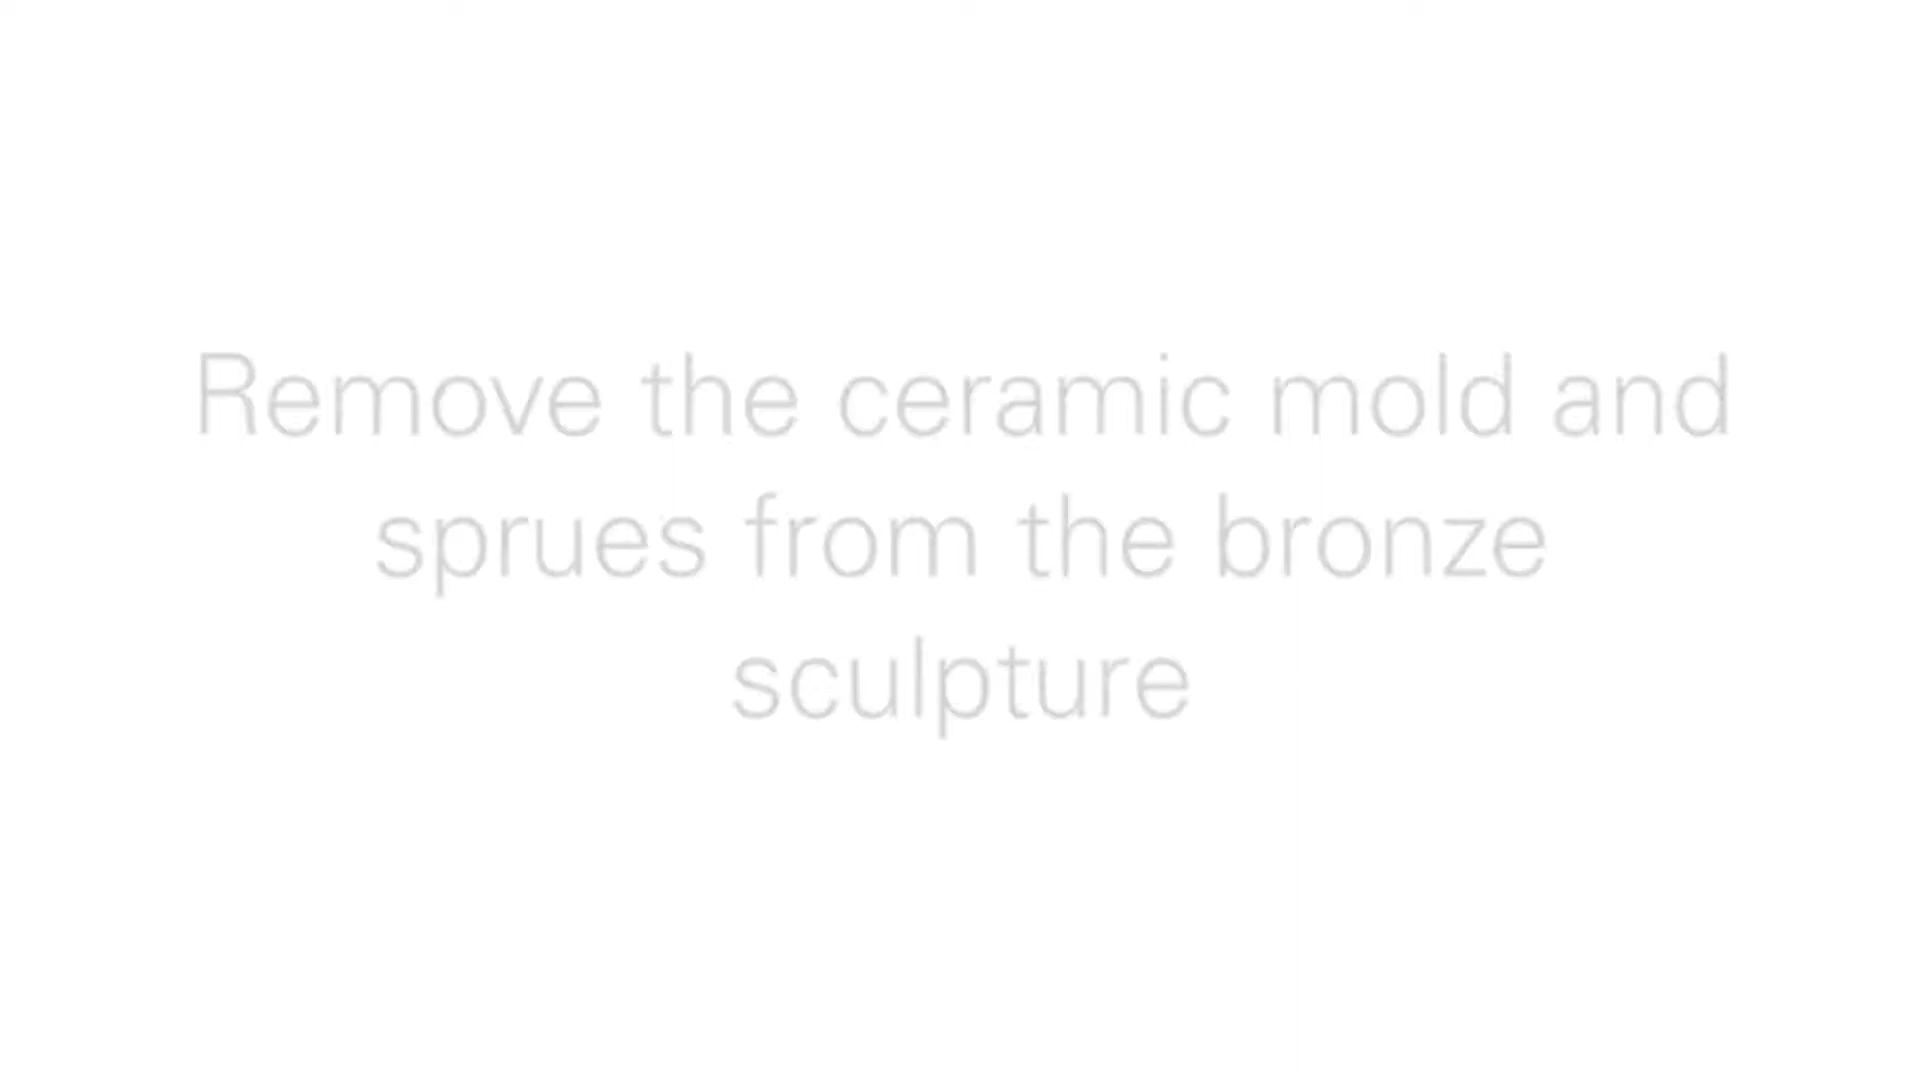 Remove the ceramic mold and
sprues from the bronze
sculpture